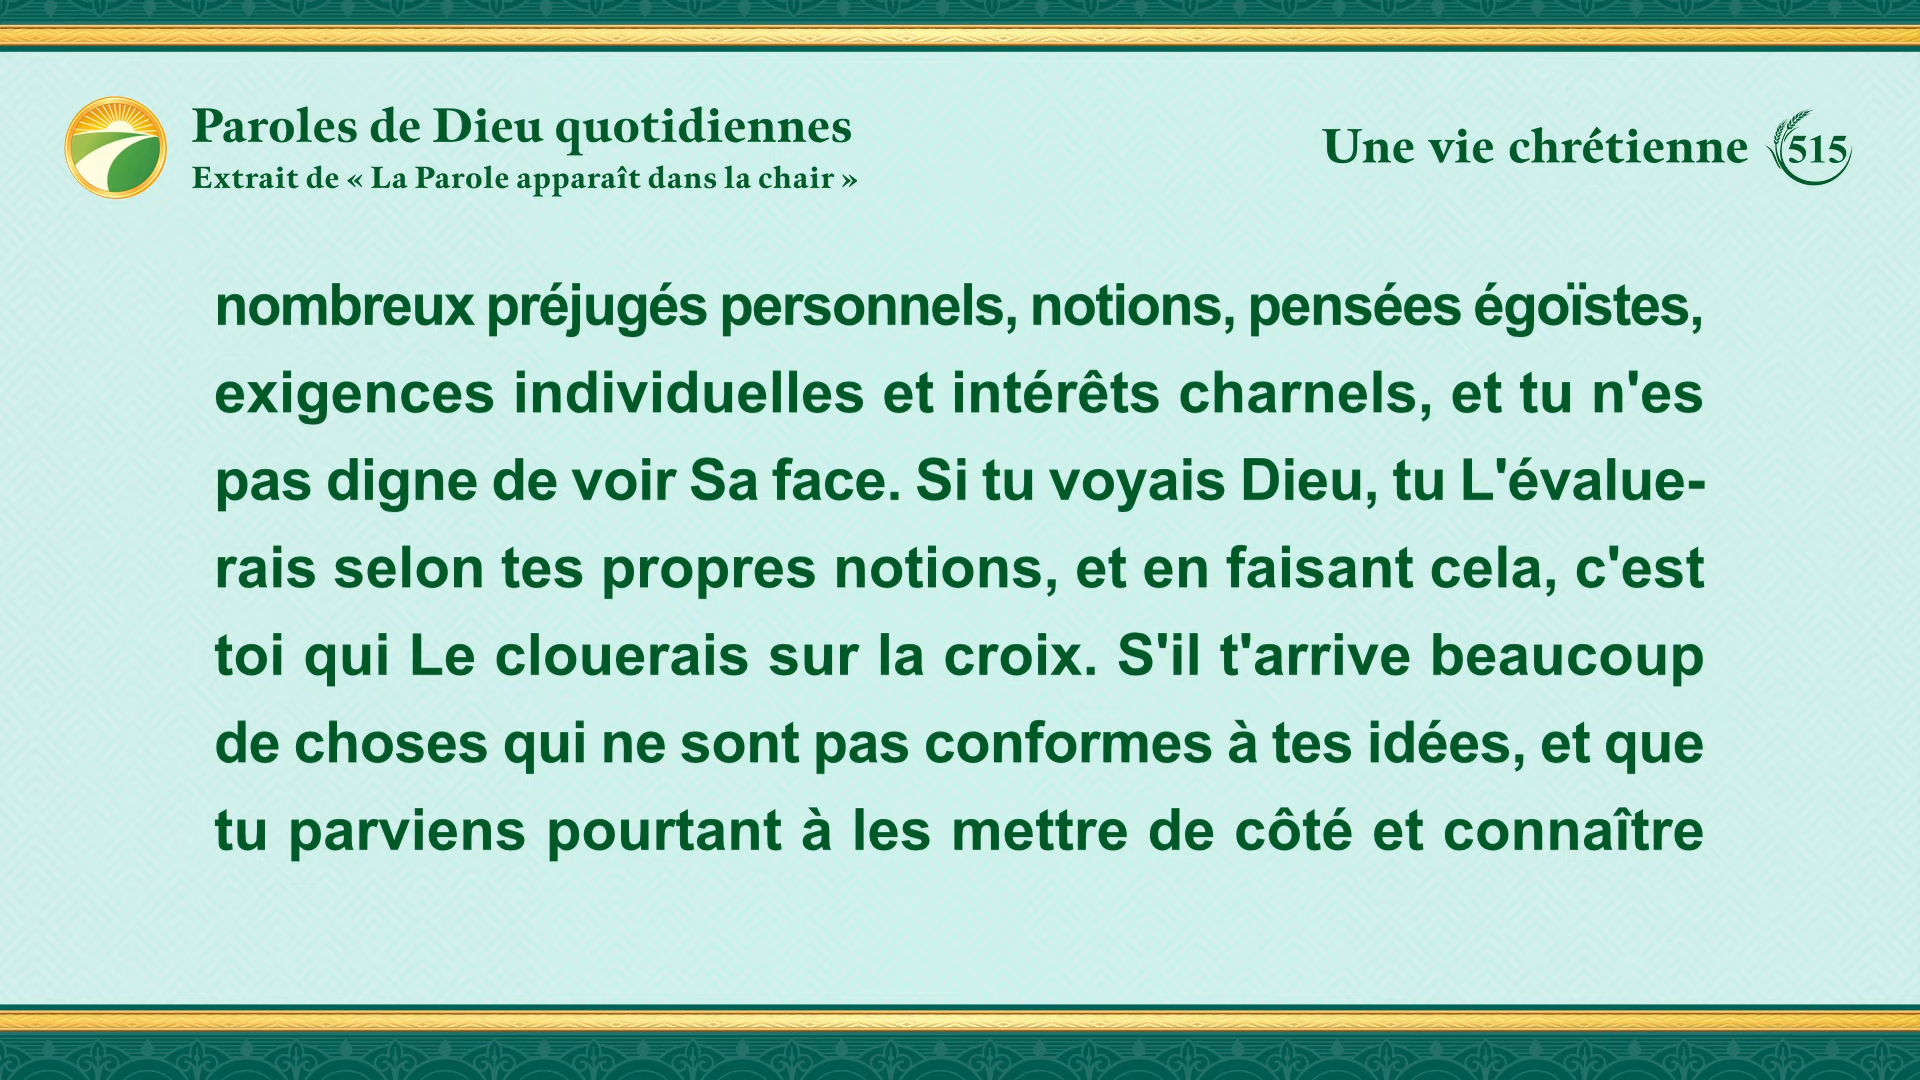 Paroles de Dieu quotidiennes
Extrait de « La Parole apparaît dans la chair »
Une vie chrétienne 515
nombreux préjugés personnels, notions, pensées égoïstes,
exigences individuelles et intérêts charnels, et tu n'es
pas digne de voir Sa face. Si tu voyais Dieu, tu L'évalue-
rais selon tes propres notions, et en faisant cela, c'est
toi qui Le clouerais sur la croix. S'il t'arrive beaucoup
de choses qui ne sont pas conformes à tes idées, et que
tu parviens pourtant à les mettre de côté et connaître